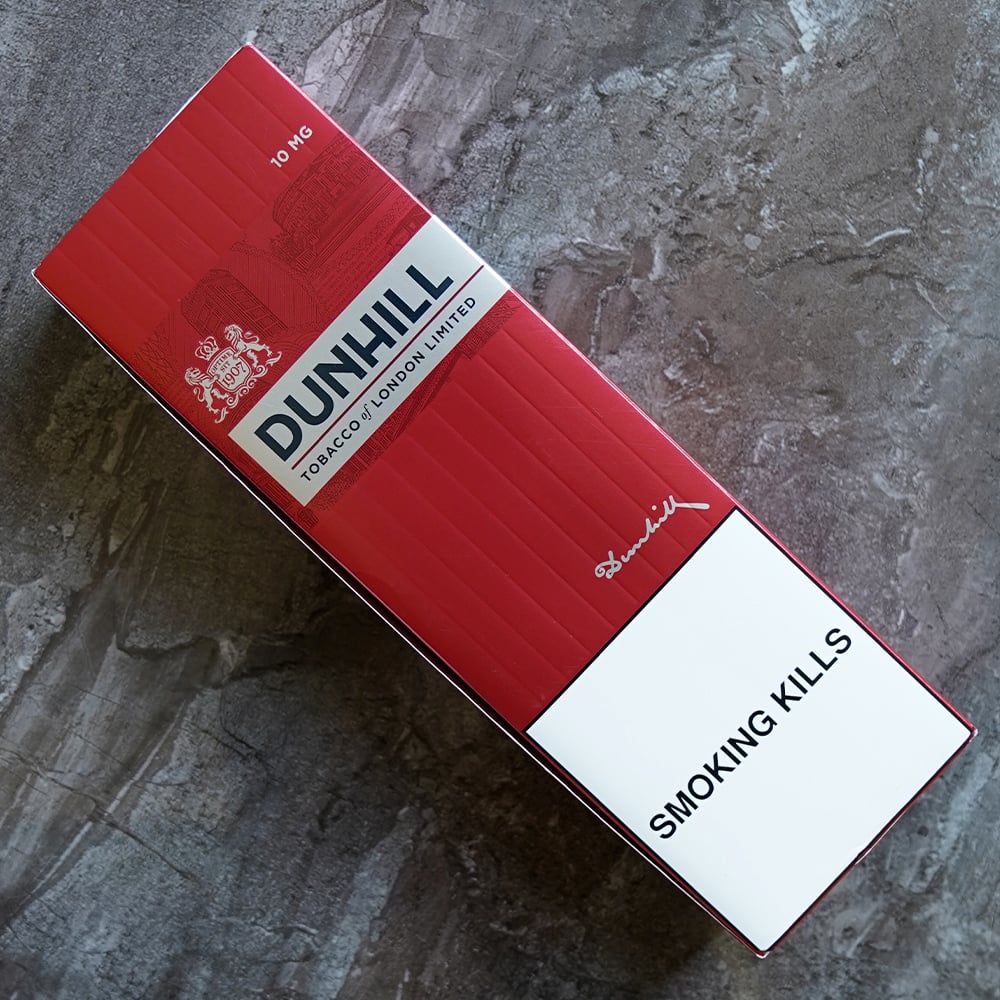 10 MG
1907
DUNHILL
TOBACCO of LONDON LIMITED
Dunhill
SMOKING KILLS